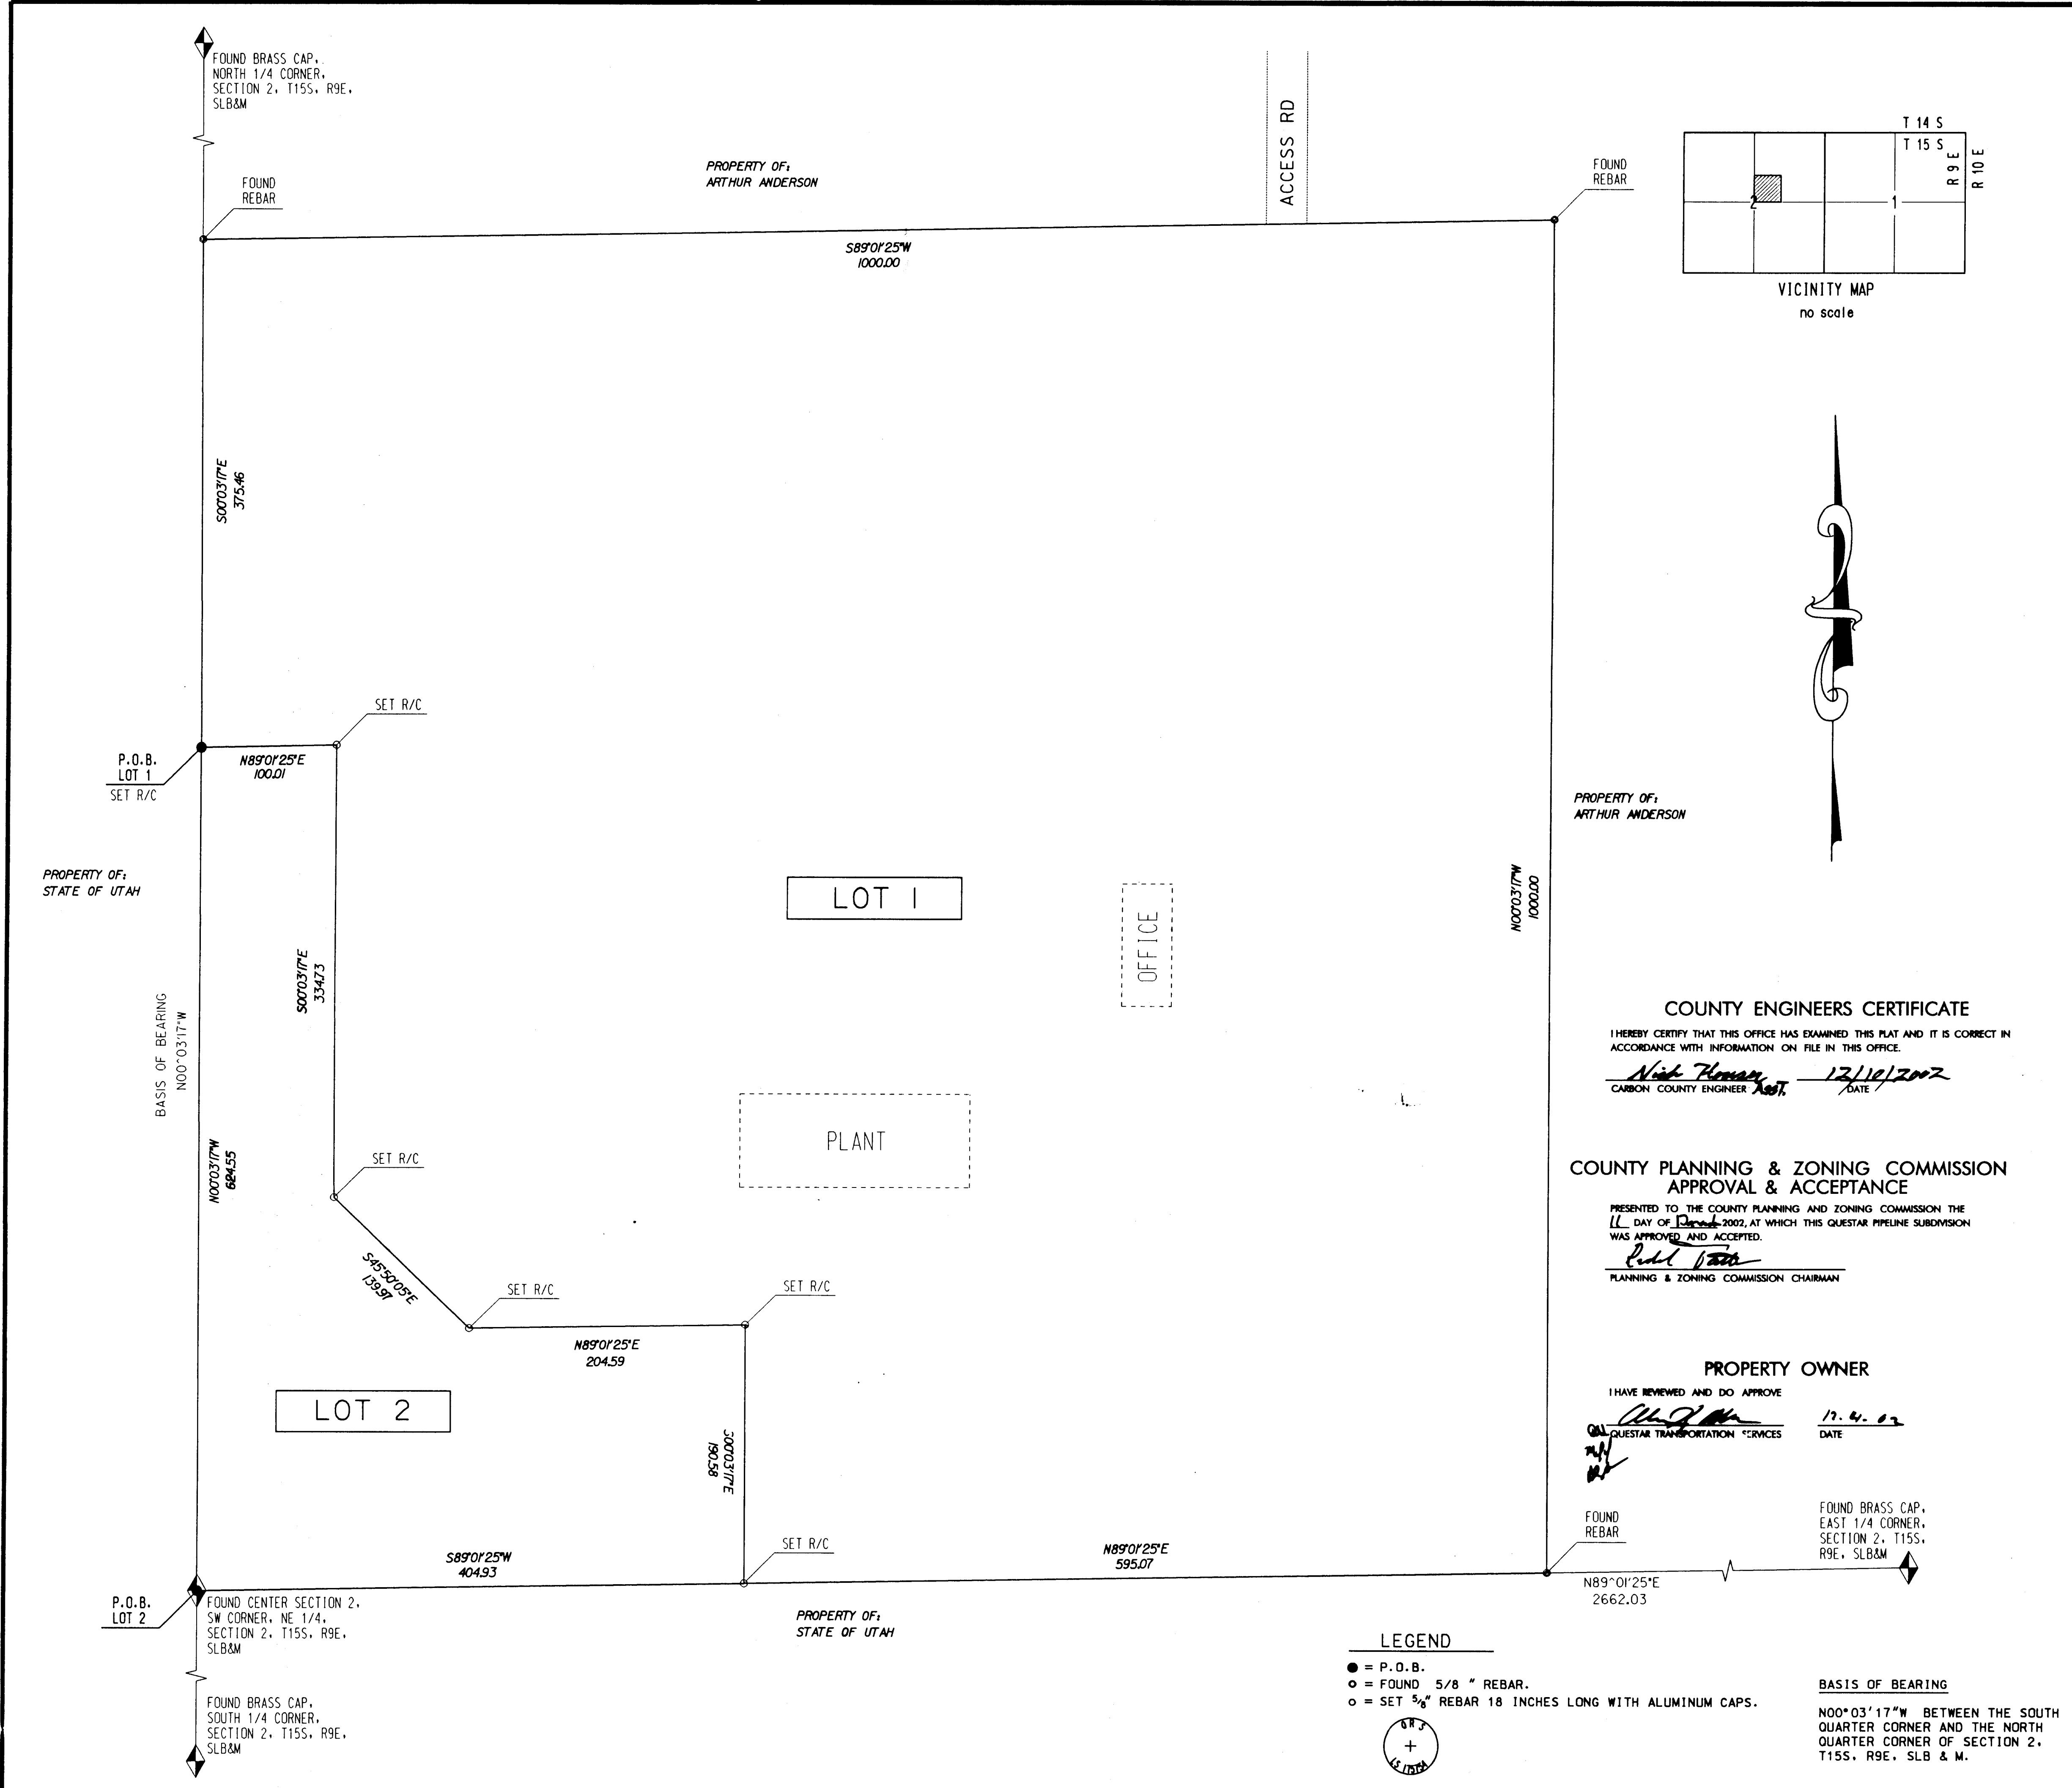 FOUND BRASS CAP,
NORTH 1/4 CORNER,
SECTION 2, T15S, R9E,
SLB&M
ACCESS RD
T 14 S
T 15 S
R 9 E
R 10 E
2
1
VICINITY MAP
no scale
PROPERTY OF:
ARTHUR ANDERSON
FOUND
REBAR
FOUND
REBAR
S89°01'25"W
1000.00
S00°03'17"E
375.46
SET R/C
P.O.B.
LOT 1
SET R/C
N89°01'25"E
100.01
PROPERTY OF:
ARTHUR ANDERSON
PROPERTY OF:
STATE OF UTAH
LOT 1
OFFICE
N00°03'17"W
1000.00
S00°03'17"E
334.73
BASIS OF BEARING
N00^03'17"W
COUNTY ENGINEERS CERTIFICATE
I HEREBY CERTIFY THAT THIS OFFICE HAS EXAMINED THIS PLAT AND IT IS CORRECT IN
ACCORDANCE WITH INFORMATION ON FILE IN THIS OFFICE.
12/10/2002
CARBON COUNTY ENGINEER Asst. DATE
PLANT
N00°03'17"W
624.55
SET R/C
COUNTY PLANNING & ZONING COMMISSION
APPROVAL & ACCEPTANCE
PRESENTED TO THE COUNTY PLANNING AND ZONING COMMISSION THE
11 DAY OF 2002, AT WHICH THIS QUESTAR PIPELINE SUBDIVISION
WAS APPROVED AND ACCEPTED.
PLANNING & ZONING COMMISSION CHAIRMAN
S45°50'05"E
139.97
SET R/C
SET R/C
N89°01'25"E
204.59
PROPERTY OWNER
I HAVE REVIEWED AND DO APPROVE
12.4.02
QUESTAR TRANSPORTATION SERVICES DATE
LOT 2
S00°03'17"E
190.58
FOUND
REBAR
FOUND BRASS CAP,
EAST 1/4 CORNER,
SECTION 2, T15S,
R9E, SLB&M
SET R/C
S89°01'25"W
404.93
N89°01'25"E
595.07
N89^01'25"E
2662.03
P.O.B.
LOT 2
FOUND CENTER SECTION 2,
SW CORNER, NE 1/4,
SECTION 2, T15S, R9E,
SLB&M
PROPERTY OF:
STATE OF UTAH
FOUND BRASS CAP,
SOUTH 1/4 CORNER,
SECTION 2, T15S, R9E,
SLB&M
LEGEND
= P.O.B.
= FOUND 5/8 " REBAR.
= SET 5/8" REBAR 18 INCHES LONG WITH ALUMINUM CAPS.
BASIS OF BEARING
N00°03'17"W BETWEEN THE SOUTH
QUARTER CORNER AND THE NORTH
QUARTER CORNER OF SECTION 2,
T15S, R9E, SLB & M.